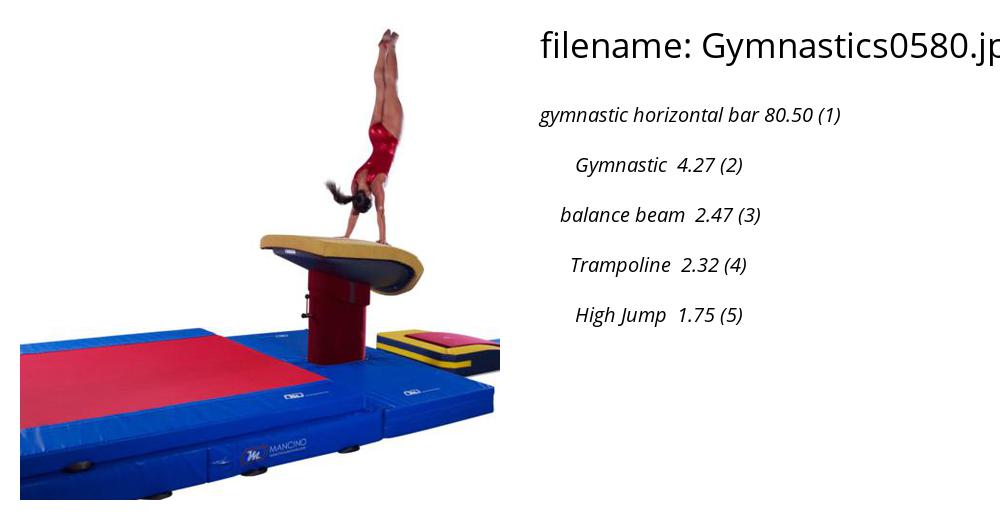 filename: Gymnastics0580.jp
gymnastic horizontal bar 80.50 (1)
Gymnastic 4.27 (2)
balance beam 2.47 (3)
Trampoline 2.32 (4)
High Jump 1.75 (5)
MANCINO